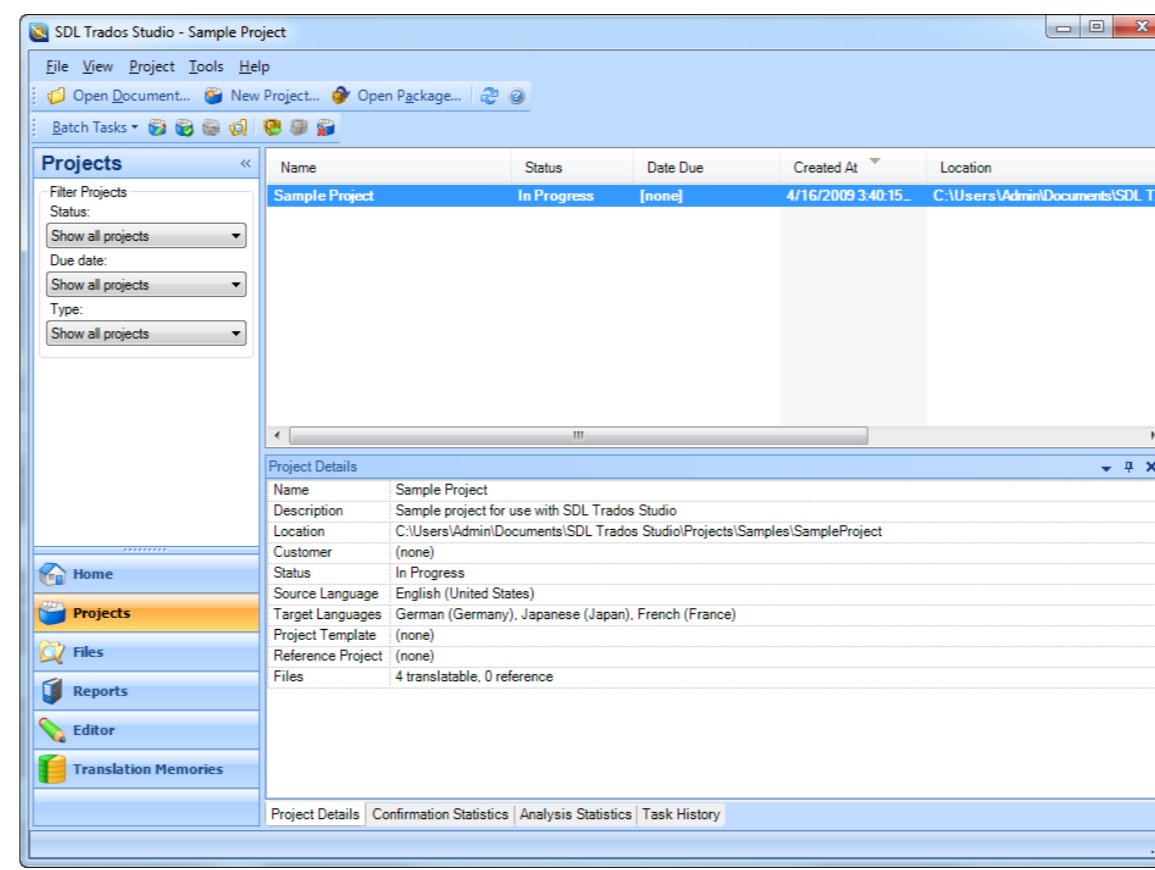 SDL Trados Studio - Sample Project
File View Project Tools Help
Open Document... New Project... Open Package...
Batch Tasks
Projects «
Filter Projects
Status:
Show all projects
Due date:
Show all projects
Type:
Show all projects
Home
Projects
Files
Reports
Editor
Translation Memories
Name Status Date Due Created At Location
Sample Project In Progress [none] 4/16/2009 3:40:15... C:\Users\Admin\Documents\SDL T
Project Details
Name Sample Project
Description Sample project for use with SDL Trados Studio
Location C:\Users\Admin\Documents\SDL Trados Studio\Projects\Samples\SampleProject
Customer (none)
Status In Progress
Source Language English (United States)
Target Languages German (Germany), Japanese (Japan), French (France)
Project Template (none)
Reference Project (none)
Files 4 translatable, 0 reference
Project Details Confirmation Statistics Analysis Statistics Task History